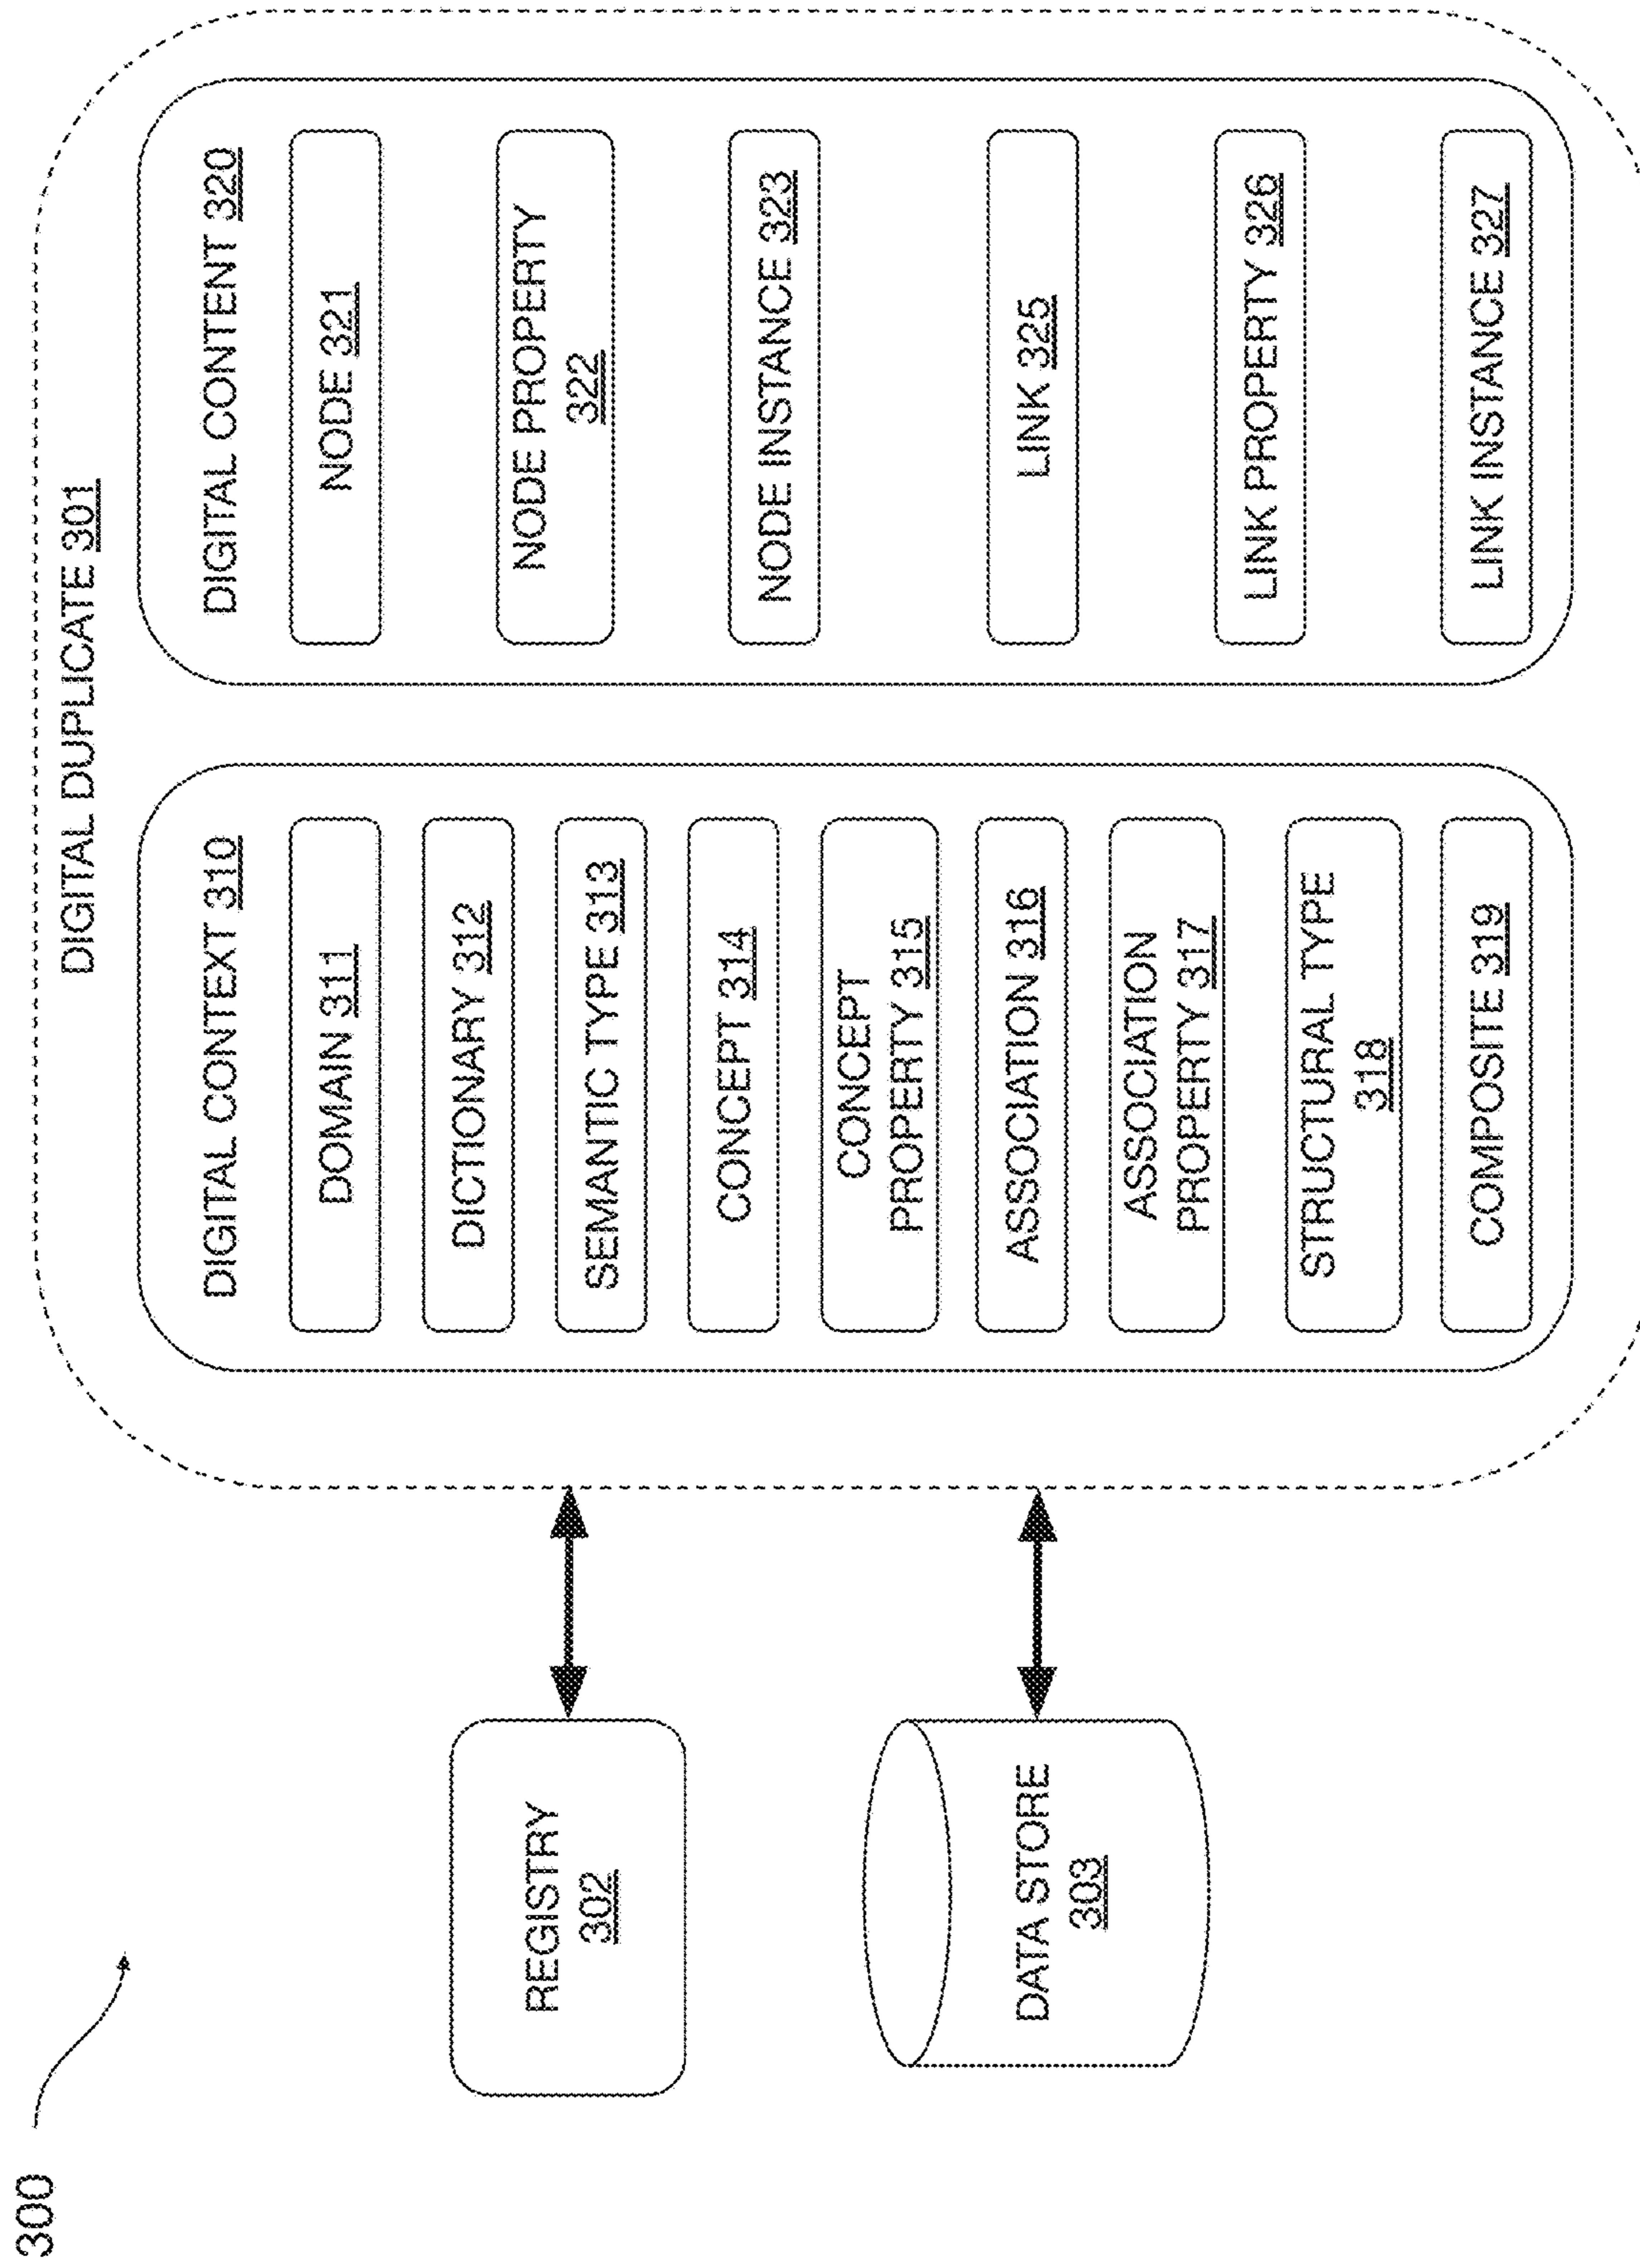 300
REGISTRY
302
DATA STORE
303
DIGITAL DUPLICATE 301
DIGITAL CONTEXT 310
DOMAIN 311
DICTIONARY 312
SEMANTIC TYPE 313
CONCEPT 314
CONCEPT
PROPERTY 315
ASSOCIATION 316
ASSOCIATION
PROPERTY 317
STRUCTURAL TYPE
318
COMPOSITE 319
DIGITAL CONTENT 320
NODE 321
NODE PROPERTY
322
NODE INSTANCE 323
LINK 325
LINK PROPERTY 326
LINK INSTANCE 327